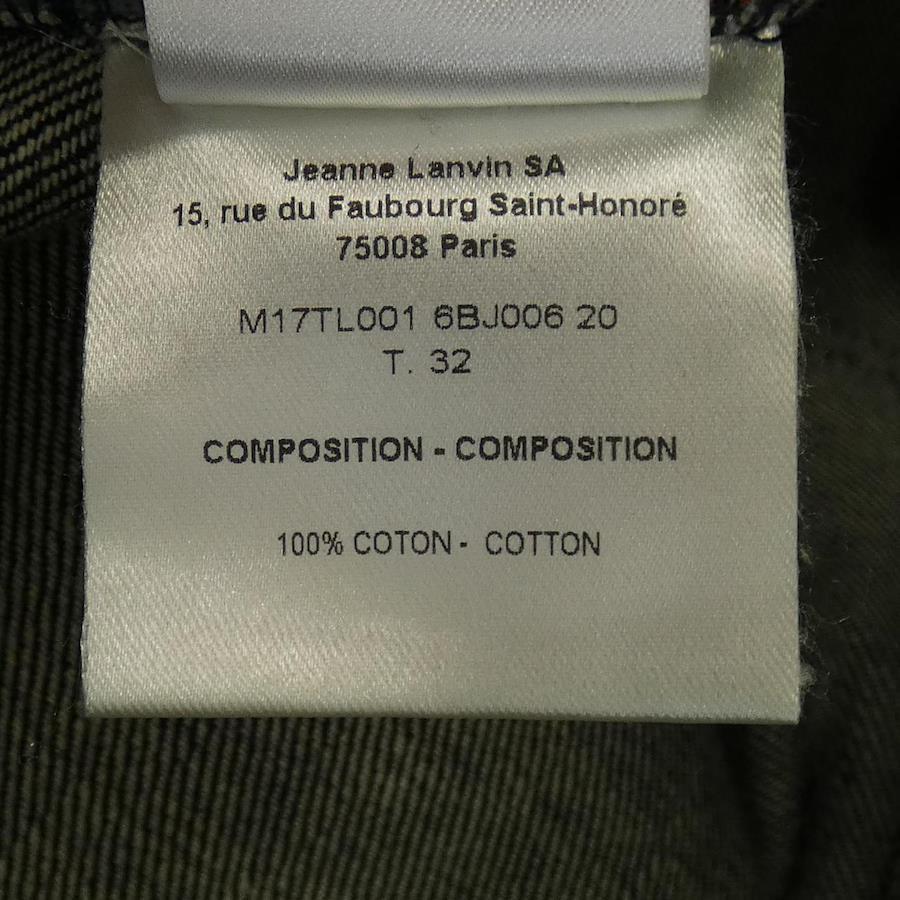 Jeanne Lanvin SA
15, rue du Faubourg Saint-Honoré
75008 Paris
M17TL001 6BJ006 20
T. 32
COMPOSITION - COMPOSITION
100% COTON - COTTON